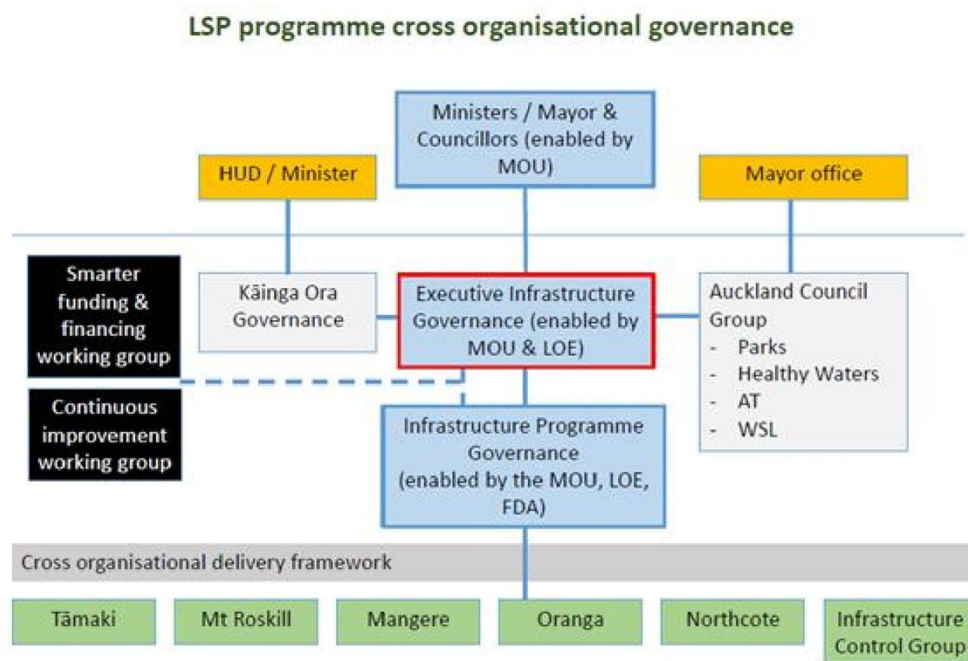 LSP programme cross organisational governance
Ministers / Mayor &
Councillors (enabled by
MOU)
HUD / Minister
Mayor office
Smarter
funding &
financing
working group
Kāinga Ora
Governance
Executive Infrastructure
Governance (enabled by
MOU & LOE)
Auckland Council
Group
- Parks
- Healthy Waters
- AT
- WSL
Continuous
improvement
working group
Infrastructure Programme
Governance
(enabled by the MOU, LOE,
FDA)
Cross organisational delivery framework
Tāmaki
Mt Roskill
Mangere
Oranga
Northcote
Infrastructure
Control Group